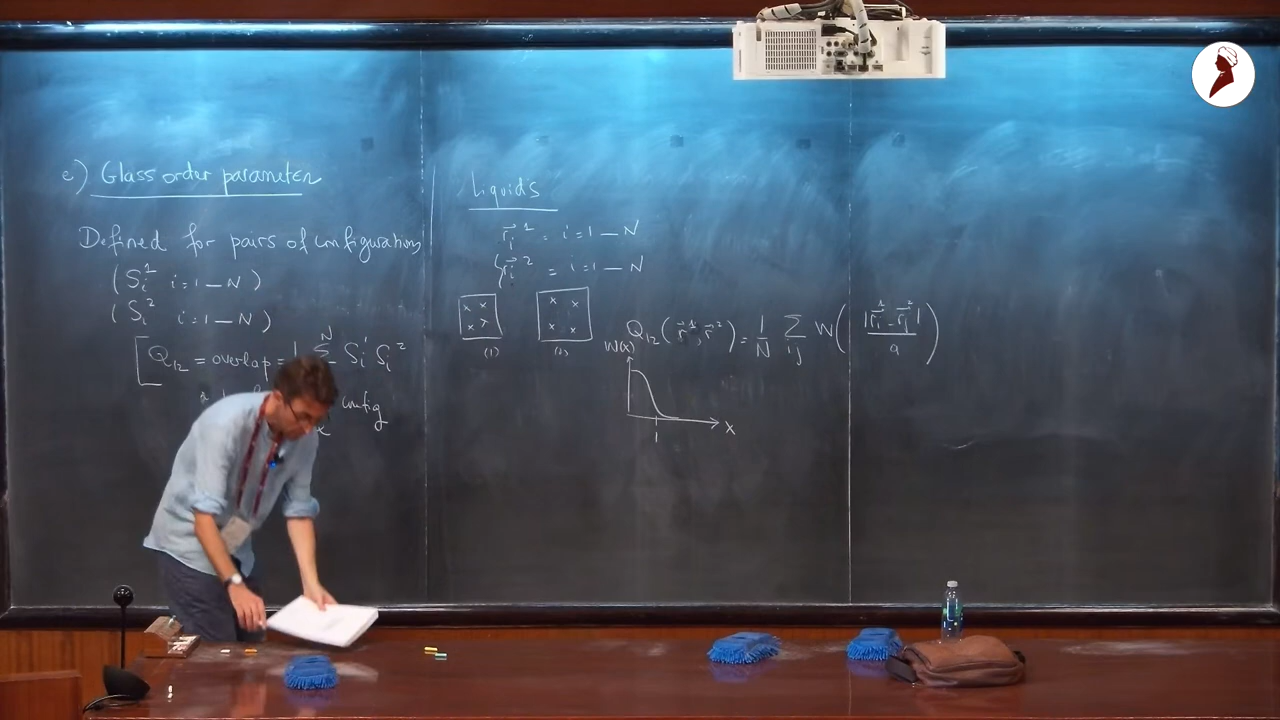 e) Glass order parameter
Defined for pairs of configurations
(S_i^1 i=1—N)
(S_i^2 i=1—N)
Q_12 = overlap = 1 ∑ N S_i^1 S_i^2
config
Liquids
r_i^1 = i=1—N
r_i^2 = i=1—N
(1) (2)
Q_12(r^1, r^2) = 1/N ∑_ij W(|r_i^1 - r_j^2| / a)
W(x)
1
x